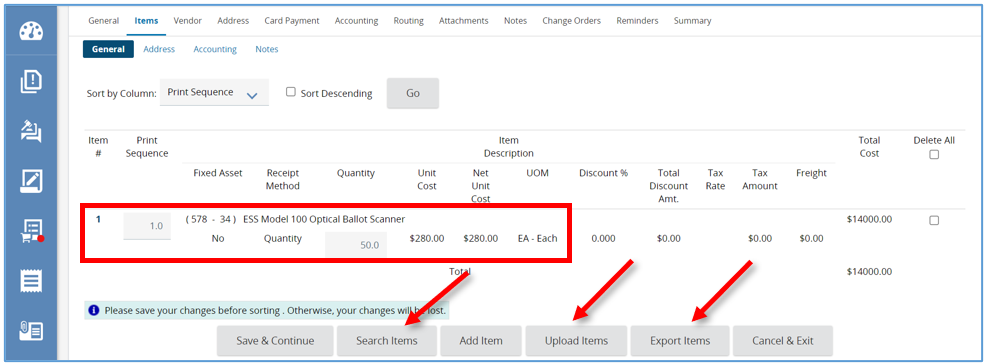 General Items Vendor Address Card Payment Accounting Routing Attachments Notes Change Orders Reminders Summary
General Address Accounting Notes
Sort by Column: Print Sequence Sort Descending Go
Item # Print Sequence Item Description Total Cost Delete All
Fixed Asset Receipt Method Quantity Unit Cost Net Unit Cost UOM Discount % Total Discount Amt. Tax Rate Tax Amount Freight
1 1.0 ( 578 - 34 ) ESS Model 100 Optical Ballot Scanner $14000.00
No Quantity 50.0 $280.00 $280.00 EA - Each 0.000 $0.00 $0.00 $0.00
Total $14000.00
Please save your changes before sorting . Otherwise, your changes will be lost.
Save & Continue Search Items Add Item Upload Items Export Items Cancel & Exit